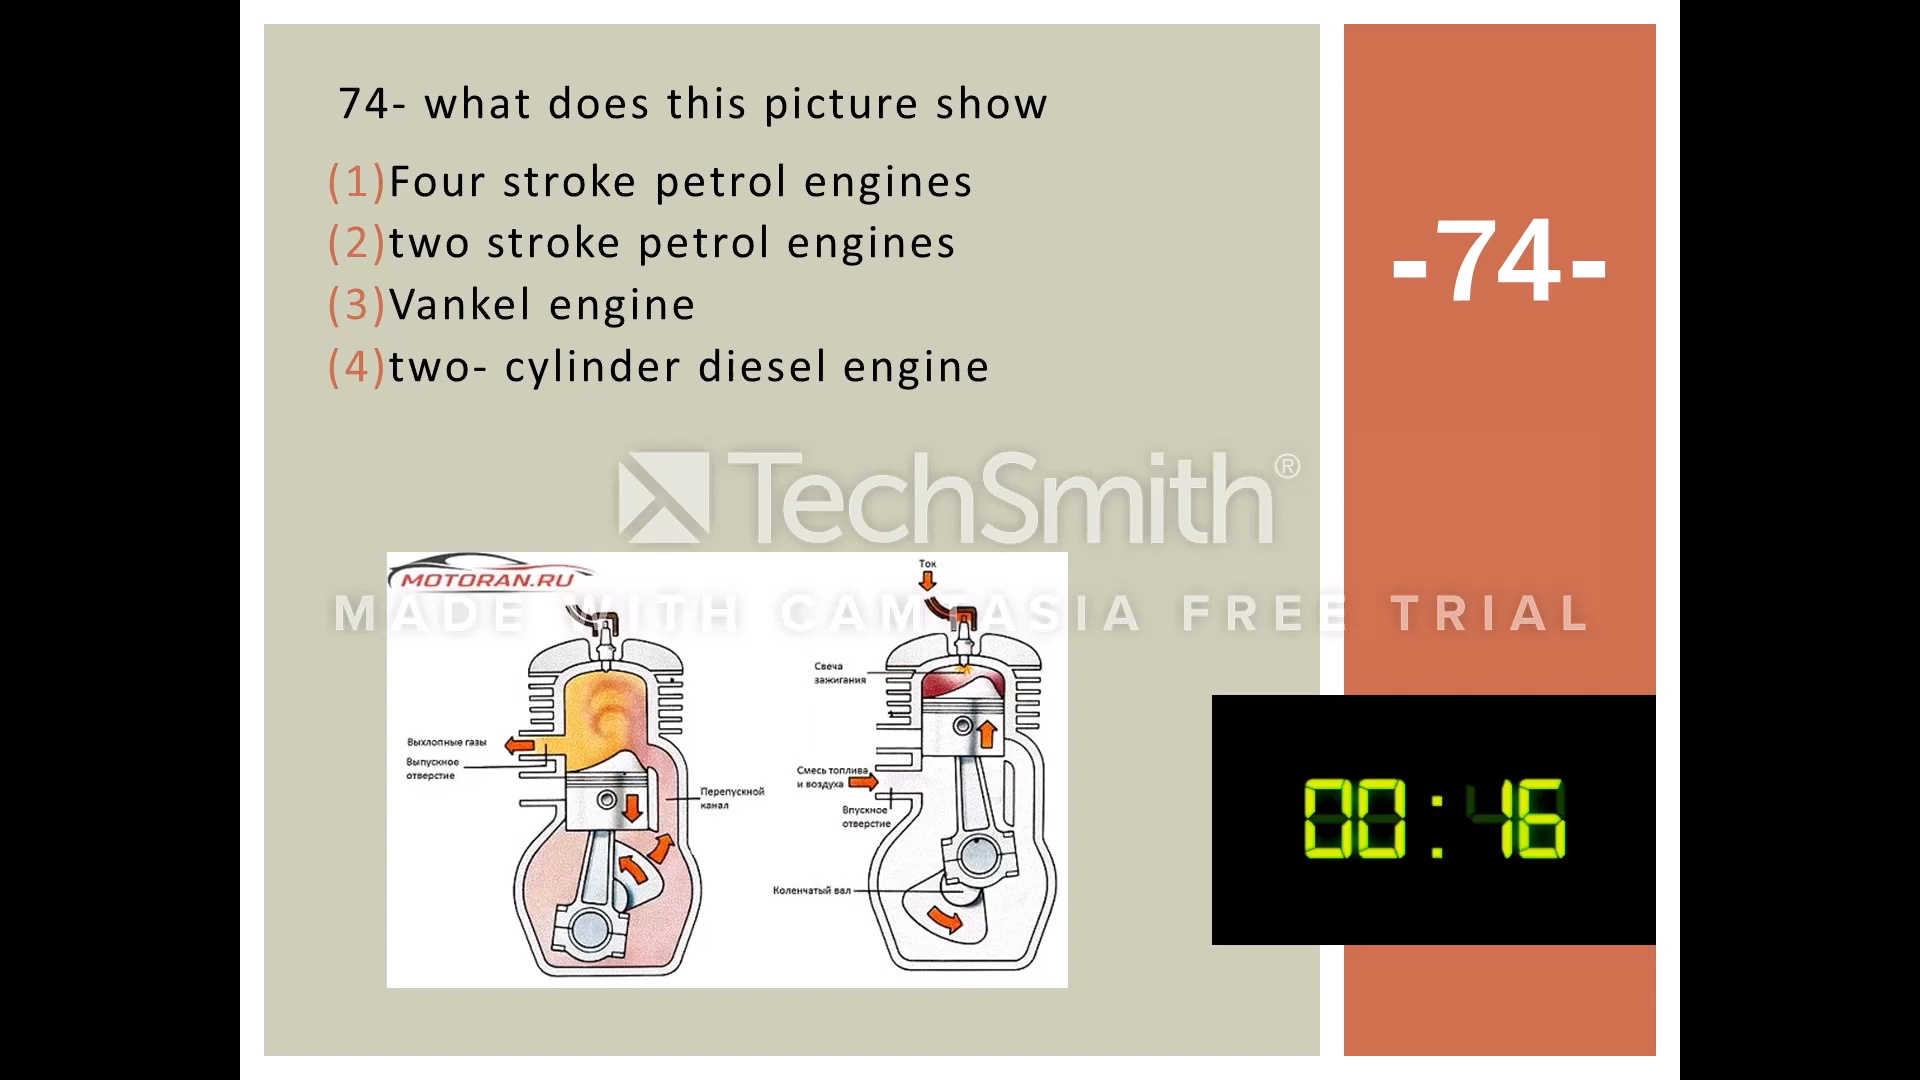 74- what does this picture show
(1)Four stroke petrol engines
(2)two stroke petrol engines
(3)Vankel engine
(4)two- cylinder diesel engine
-74-
TechSmith®
MADE WITH CAMTASIA FREE TRIAL
MOTORAN.RU
Ток
Свеча
зажигания
Выхлопные газы
Выпускное
отверстие
Перепускной
канал
Смесь топлива
и воздуха
Впускное
отверстие
Коленчатый вал
00:16